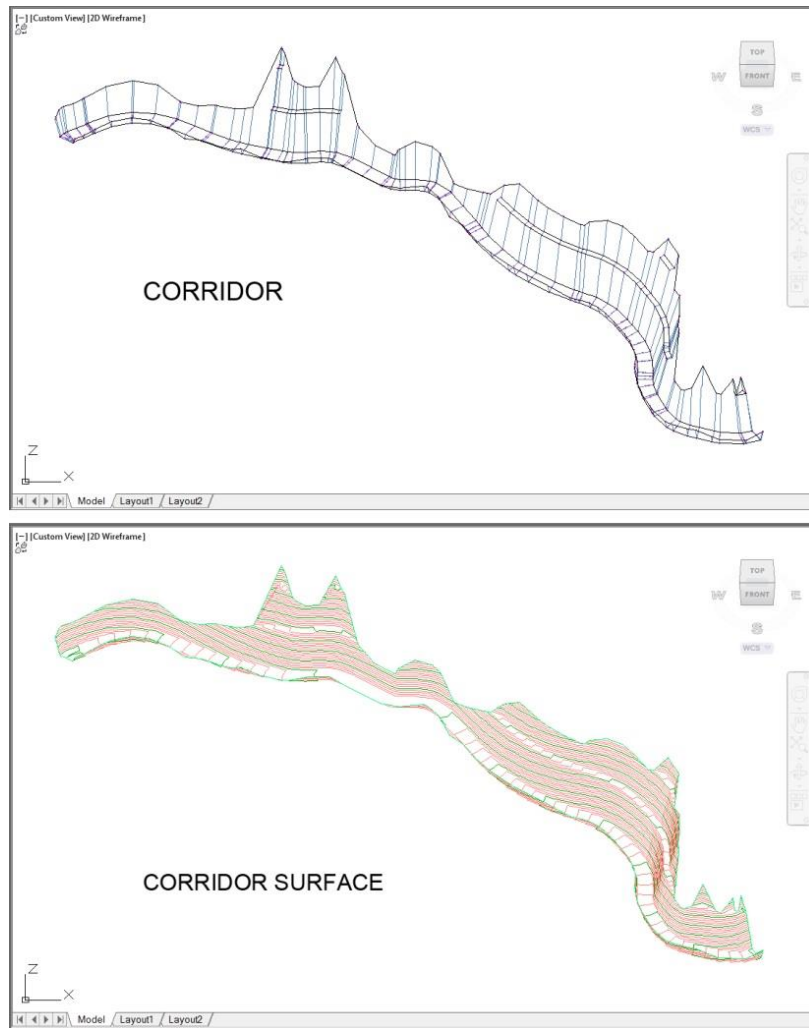 [−] [Custom View] [2D Wireframe]
TOP
W FRONT E
S
WCS
CORRIDOR
Z
X
Model Layout1 Layout2
[−] [Custom View] [2D Wireframe]
TOP
W FRONT E
S
WCS
CORRIDOR SURFACE
Z
X
Model Layout1 Layout2